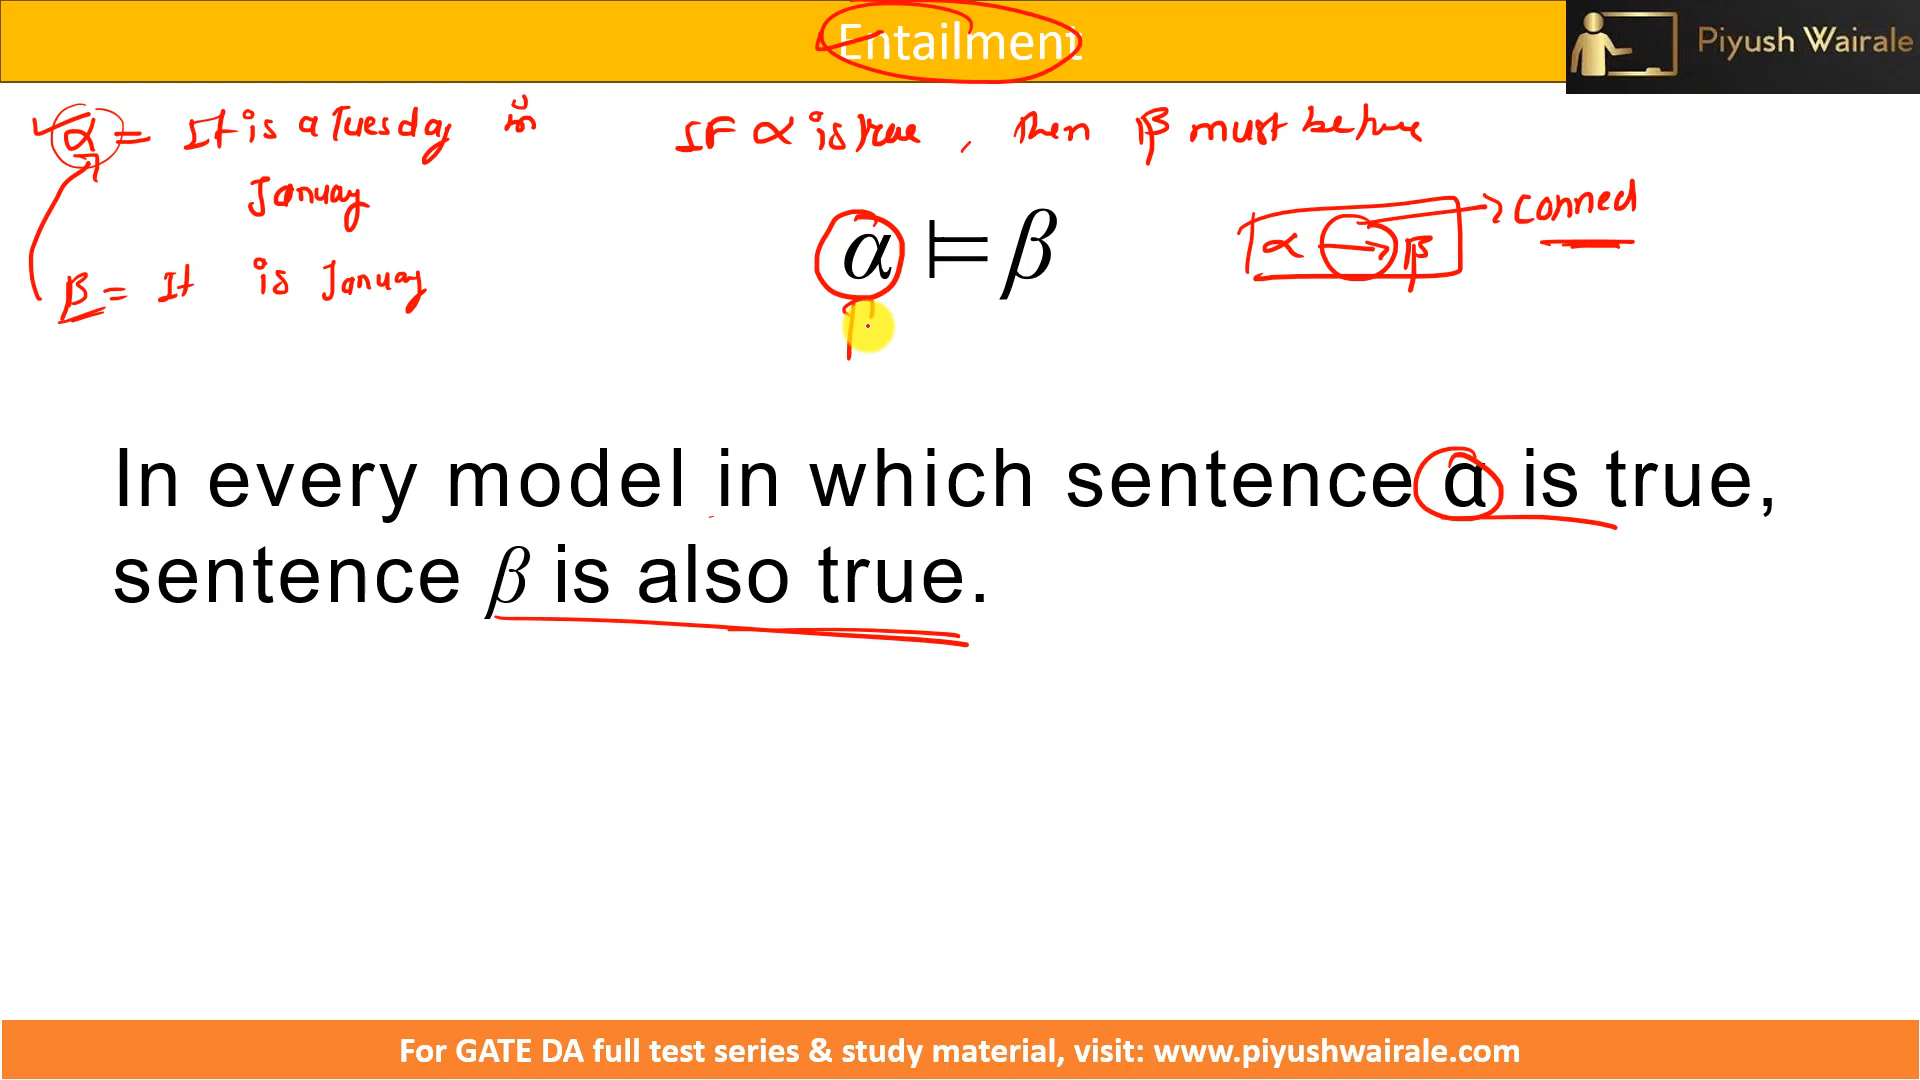 Entailment
Piyush Wairale
α = It is a Tuesday in
January
β = It is January
IF α is true, then β must be true
α ⊨ β
α → β
In every model in which sentence α is true,
sentence β is also true.
For GATE DA full test series & study material, visit: www.piyushwairale.com